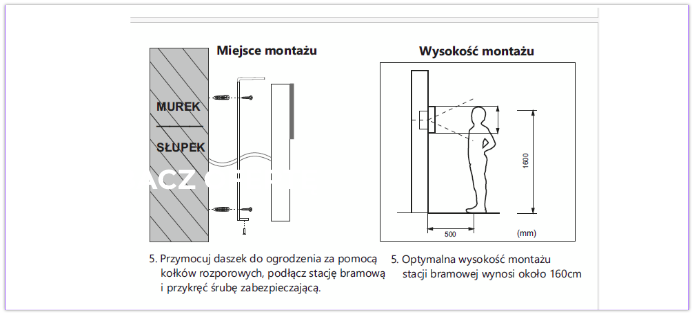 Miejsce montażu
Wysokość montażu
MUREK
SŁUPEK
ACZ
1600
500
(mm)
5. Przymocuj daszek do ogrodzenia za pomocą
kołków rozporowych, podłącz stację bramową
i przykręć śrubę zabezpieczającą.
5. Optymalna wysokość montażu
stacji bramowej wynosi około 160cm